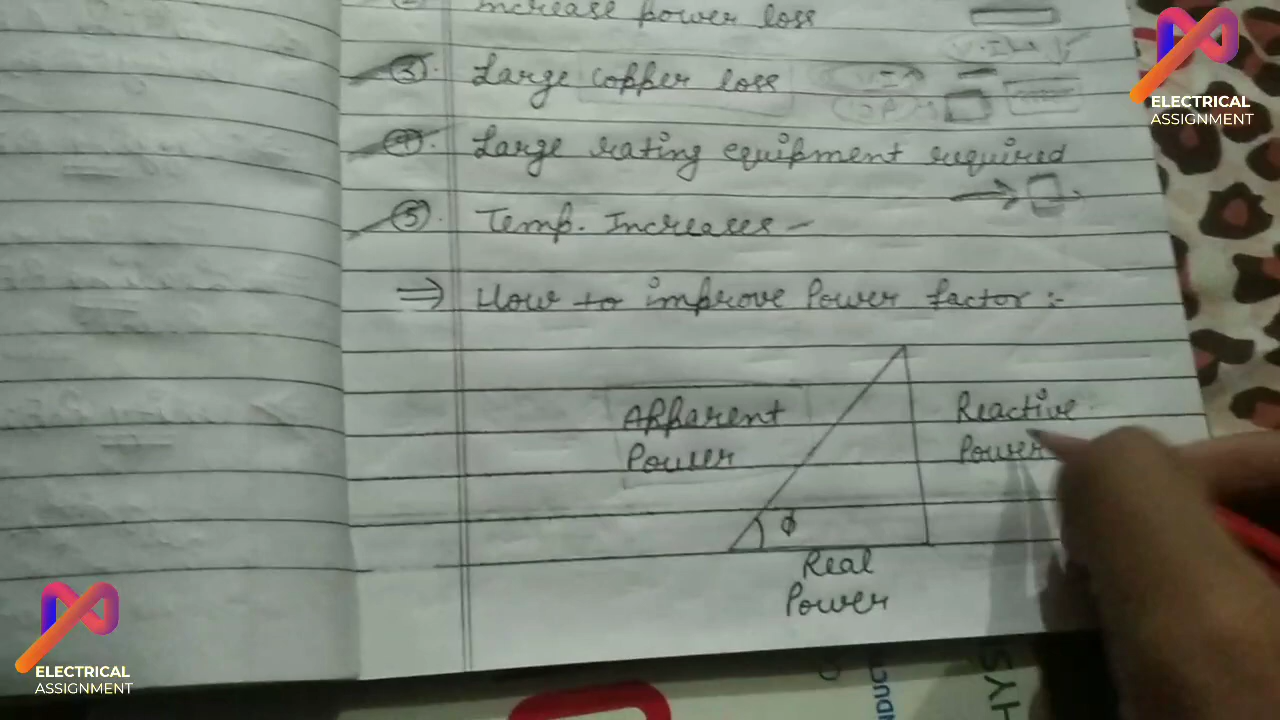 Increase power loss
③. Large copper loss
④. Large rating equipment required
⑤. Temp. Increases -
⇒ How to improve Power factor :-
Apparent
Power
Reactive
Power
ϕ
Real
Power
ELECTRICAL
ASSIGNMENT
ELECTRICAL
ASSIGNMENT